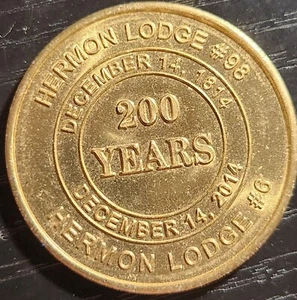 HERMON LODGE #98
DECEMBER 14, 1814
200
YEARS
DECEMBER 14, 2014
HERMON LODGE #6